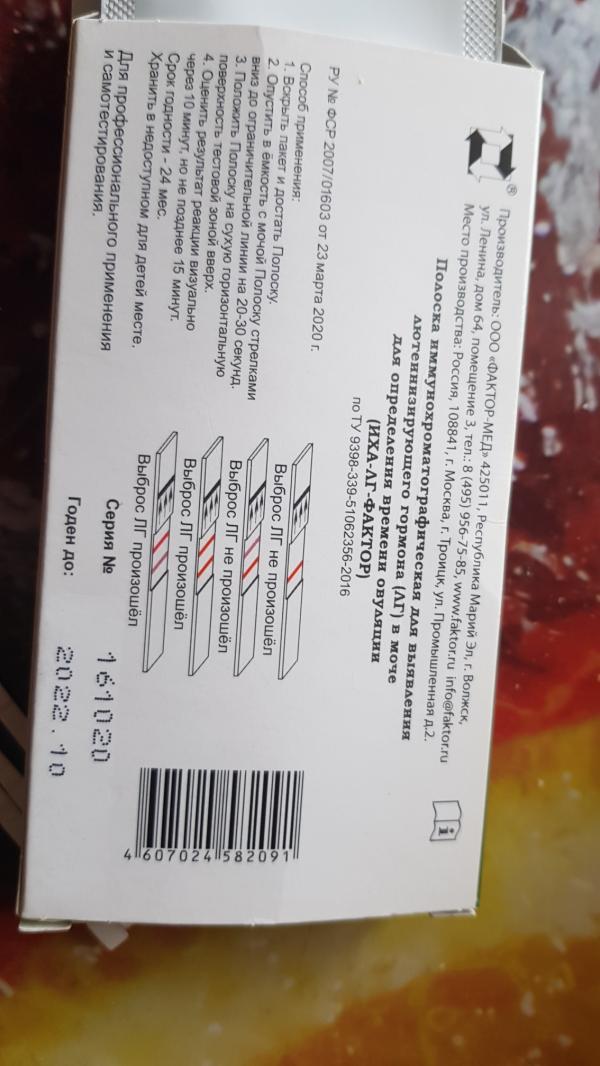 ®
Производитель: ООО «ФАКТОР-МЕД» 425011, Республика Марий Эл, г. Волжск,
ул. Ленина, дом 64, помещение 3, тел.: 8 (495) 956-75-85, www.faktor.ru info@faktor.ru
Место производства: Россия, 108841, г. Москва, г. Троицк, ул. Промышленная д.2.
Полоска иммунохроматографическая для выявления
лютеинизирующего гормона (ЛГ) в моче
для определения времени овуляции
(ИХА-ЛГ-ФАКТОР)
по ТУ 9398-339-51062356-2016
РУ № ФСР 2007/01603 от 23 марта 2020 г.
Способ применения:
1. Вскрыть пакет и достать Полоску.
2. Опустить в ёмкость с мочой Полоску стрелками
вниз до ограничительной линии на 20-30 секунд.
3. Положить Полоску на сухую горизонтальную
поверхность тестовой зоной вверх.
4. Оценить результат реакции визуально
через 10 минут, но не позднее 15 минут.
Срок годности - 24 мес.
Хранить в недоступном для детей месте.
Для профессионального применения
и самотестирования.
Выброс ЛГ не произошёл
Выброс ЛГ не произошёл
Выброс ЛГ произошёл
Выброс ЛГ произошёл
Серия № 161020
Годен до: 2022.10
4 607024 582091
i